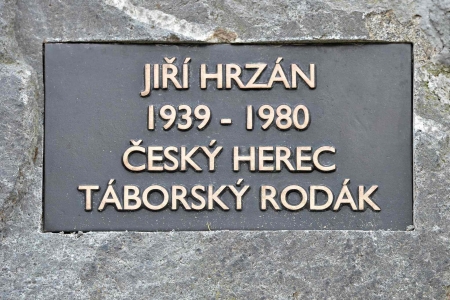 JIŘÍ HRZÁN
1939 - 1980
ČESKÝ HEREC
TÁBORSKÝ RODÁK